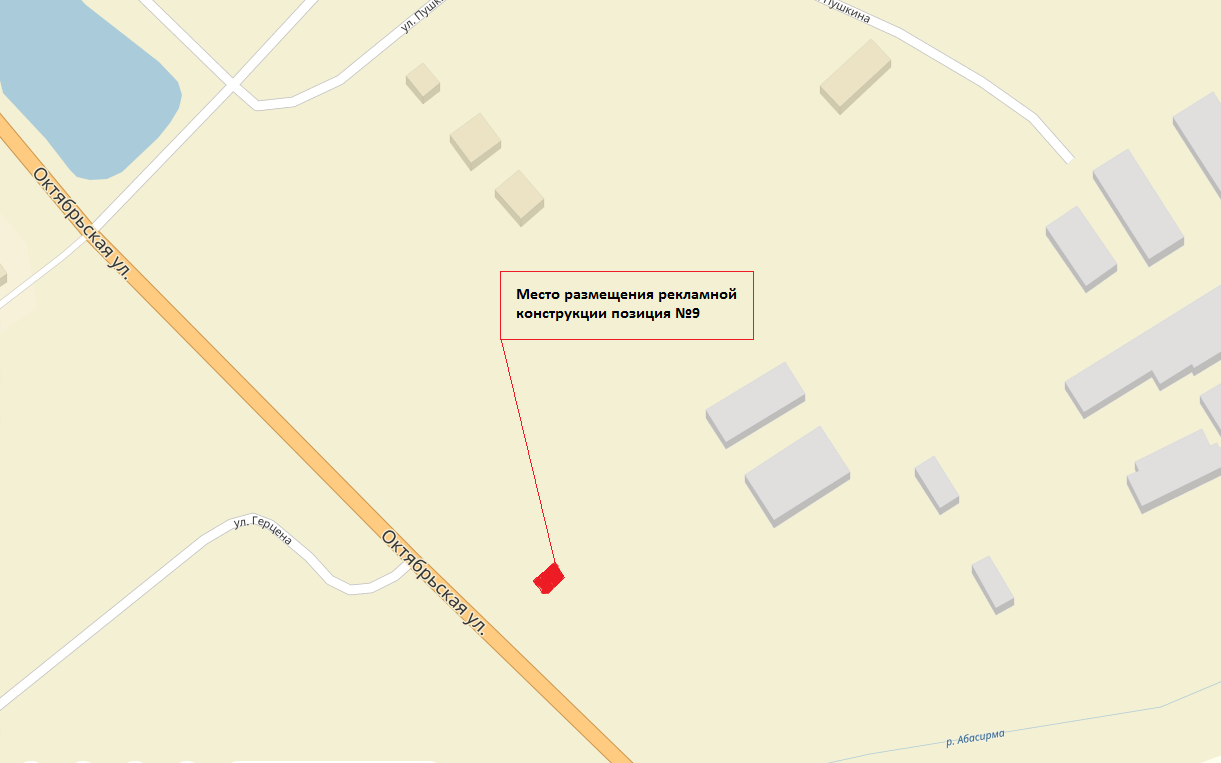 ул. Пушк
Пушкина
Октябрьская ул.
Место размещения рекламной
конструкции позиция №9
ул. Герцена
Октябрьская ул.
р. Абасирма